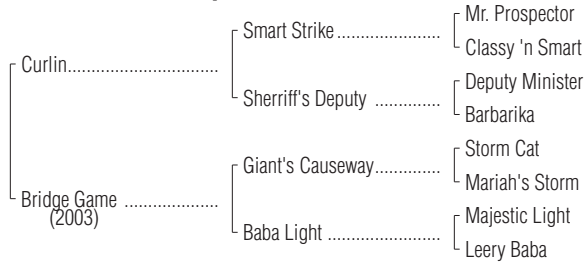 Mr. Prospector
Smart Strike ....................
Classy 'n Smart
Curlin..............................
Deputy Minister
Sherriff's Deputy .............
Barbarika
Storm Cat
Giant's Causeway.............
Mariah's Storm
Bridge Game ...................
(2003)
Majestic Light
Baba Light ......................
Leery Baba